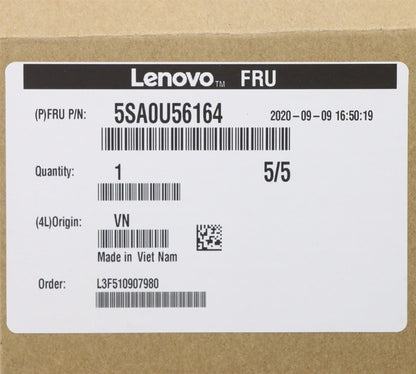 Lenovo™ FRU
(P)FRU P/N: 5SA0U56164 2020-09-09 16:50:19
Quantity: 1 5/5
(4L)Origin: VN
Made in Viet Nam
Order: L3F510907980